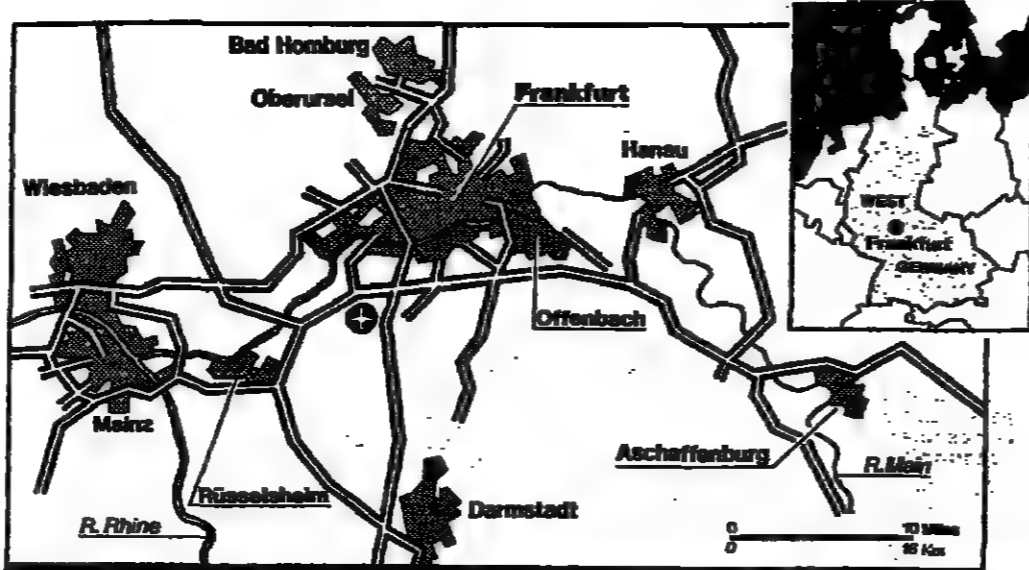 Bad Homburg
Oberursel
Frankfurt
Hanau
Wiesbaden
Offenbach
Mainz
Rüsselsheim
Aschaffenburg
R. Main
Darmstadt
R. Rhine
0 10 Miles
0 16 Km
WEST
Frankfurt
GERMANY